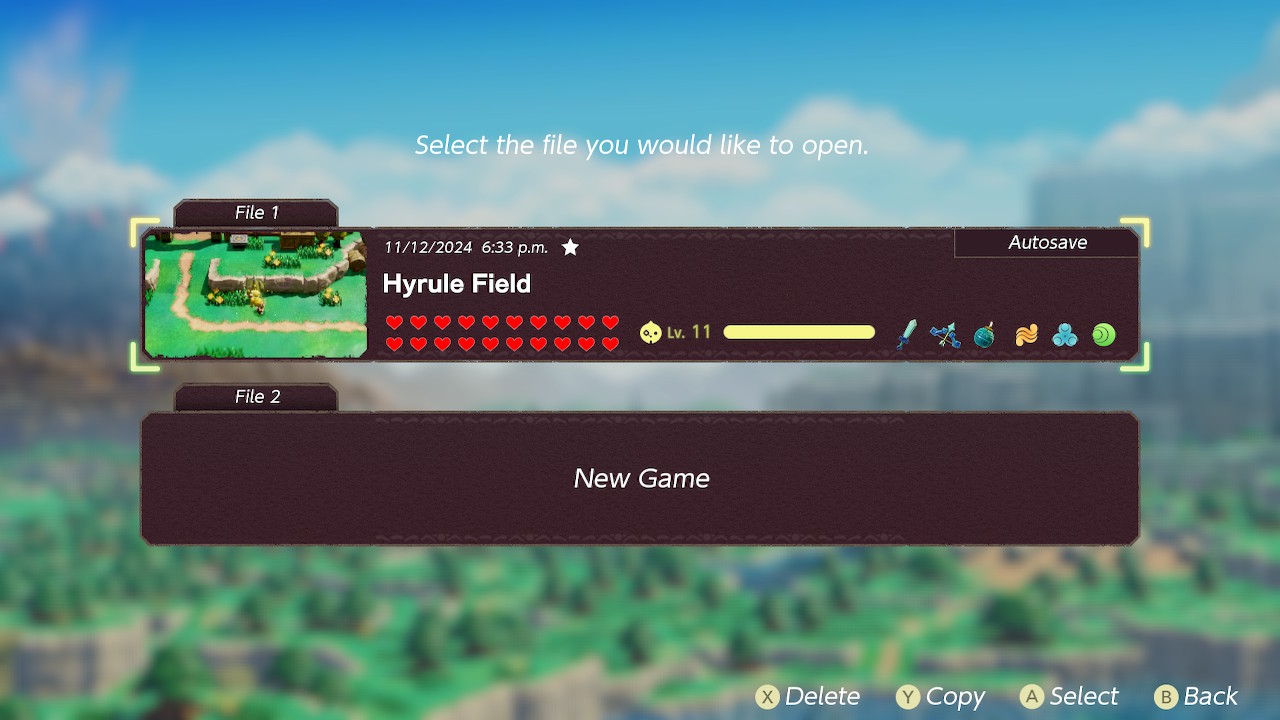 Select the file you would like to open.
File 1
11/12/2024 6:33 p.m.
Autosave
Hyrule Field
Lv. 11
File 2
New Game
X Delete Y Copy A Select B Back